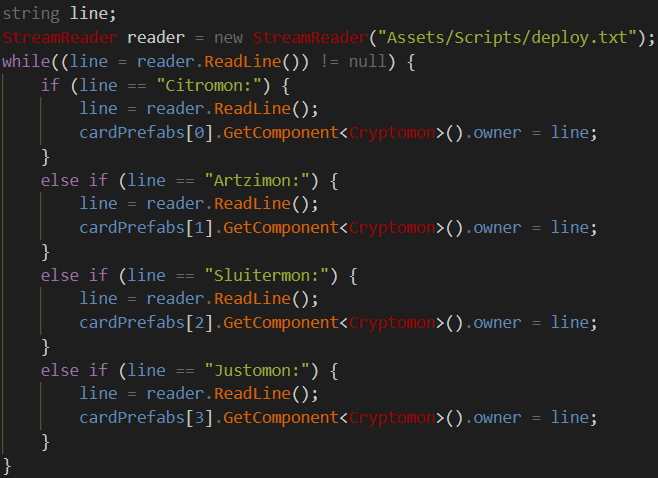 string line;
StreamReader reader = new StreamReader("Assets/Scripts/deploy.txt");
while((line = reader.ReadLine()) != null) {
    if (line == "Citromon:") {
        line = reader.ReadLine();
        cardPrefabs[0].GetComponent<Cryptomon>().owner = line;
    }
    else if (line == "Artzimon:") {
        line = reader.ReadLine();
        cardPrefabs[1].GetComponent<Cryptomon>().owner = line;
    }
    else if (line == "Sluitermon:") {
        line = reader.ReadLine();
        cardPrefabs[2].GetComponent<Cryptomon>().owner = line;
    }
    else if (line == "Justomon:") {
        line = reader.ReadLine();
        cardPrefabs[3].GetComponent<Cryptomon>().owner = line;
    }
}